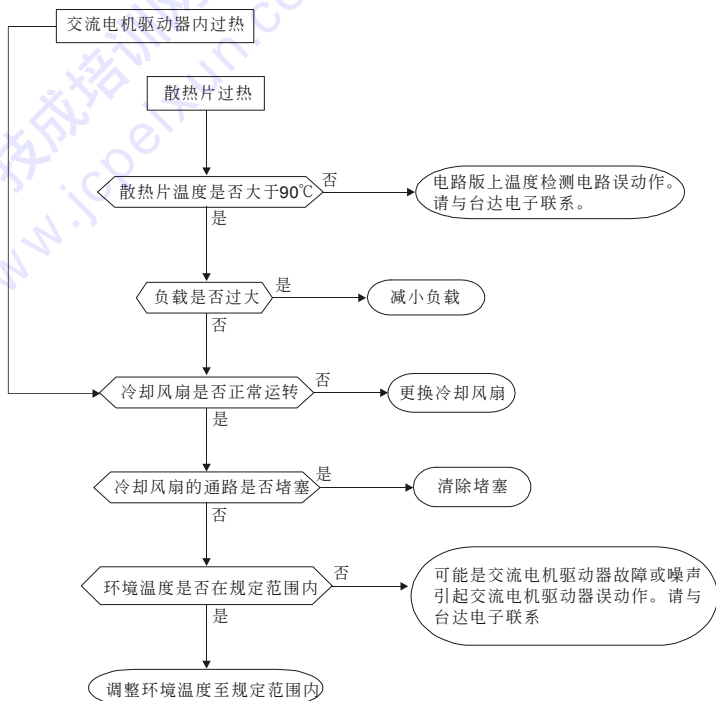 交流电机驱动器内过热
散热片过热
散热片温度是否大于90℃
否
电路版上温度检测电路误动作。
请与台达电子联系。
是
负载是否过大
是
减小负载
否
冷却风扇是否正常运转
否
更换冷却风扇
是
冷却风扇的通路是否堵塞
是
清除堵塞
否
环境温度是否在规定范围内
否
可能是交流电机驱动器故障或噪声
引起交流电机驱动器误动作。请与
台达电子联系
是
调整环境温度至规定范围内
技成培训网
www.jcpeixun.co